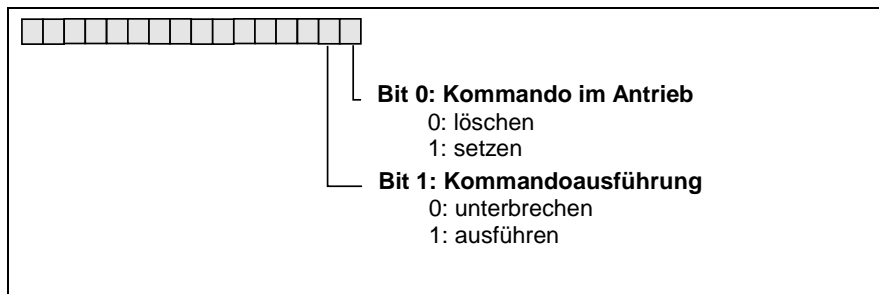 Bit 0: Kommando im Antrieb
0: löschen
1: setzen
Bit 1: Kommandoausführung
0: unterbrechen
1: ausführen